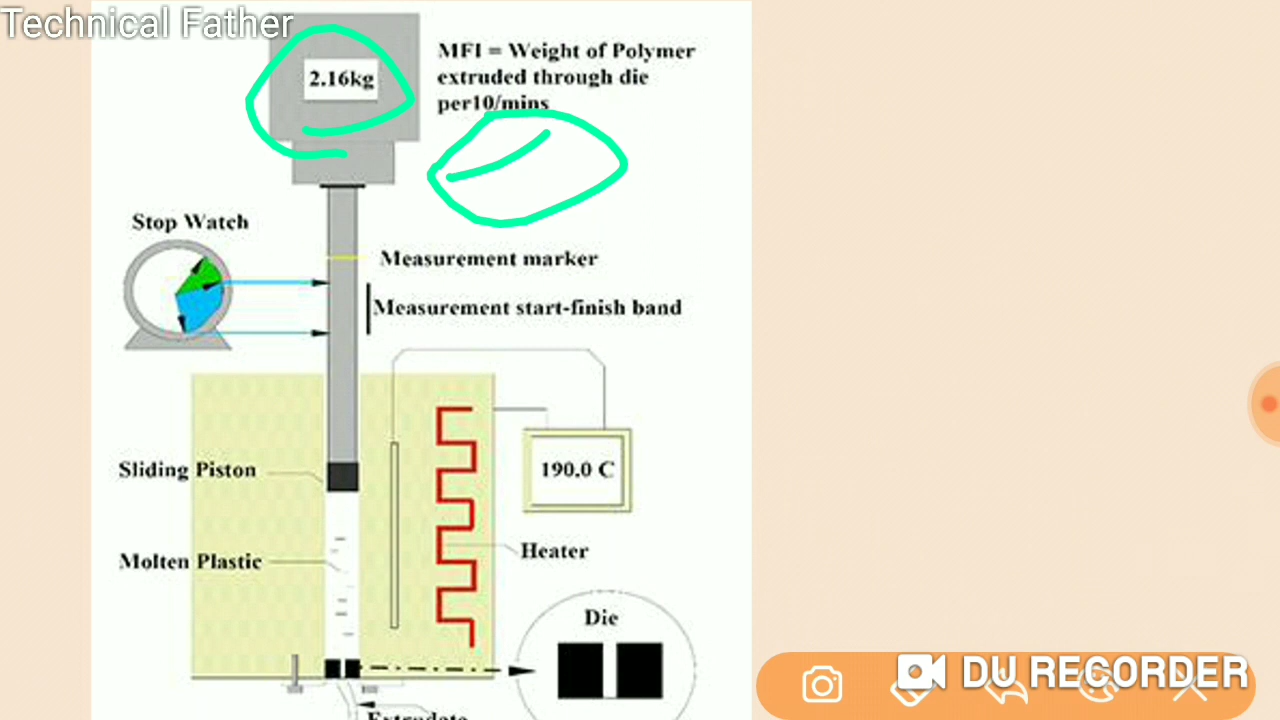 Technical Father
2.16kg
MFI = Weight of Polymer
extruded through die
per10/mins
Stop Watch
Measurement marker
Measurement start-finish band
Sliding Piston
190.0 C
Molten Plastic
Heater
Die
Extrudate
DU RECORDER